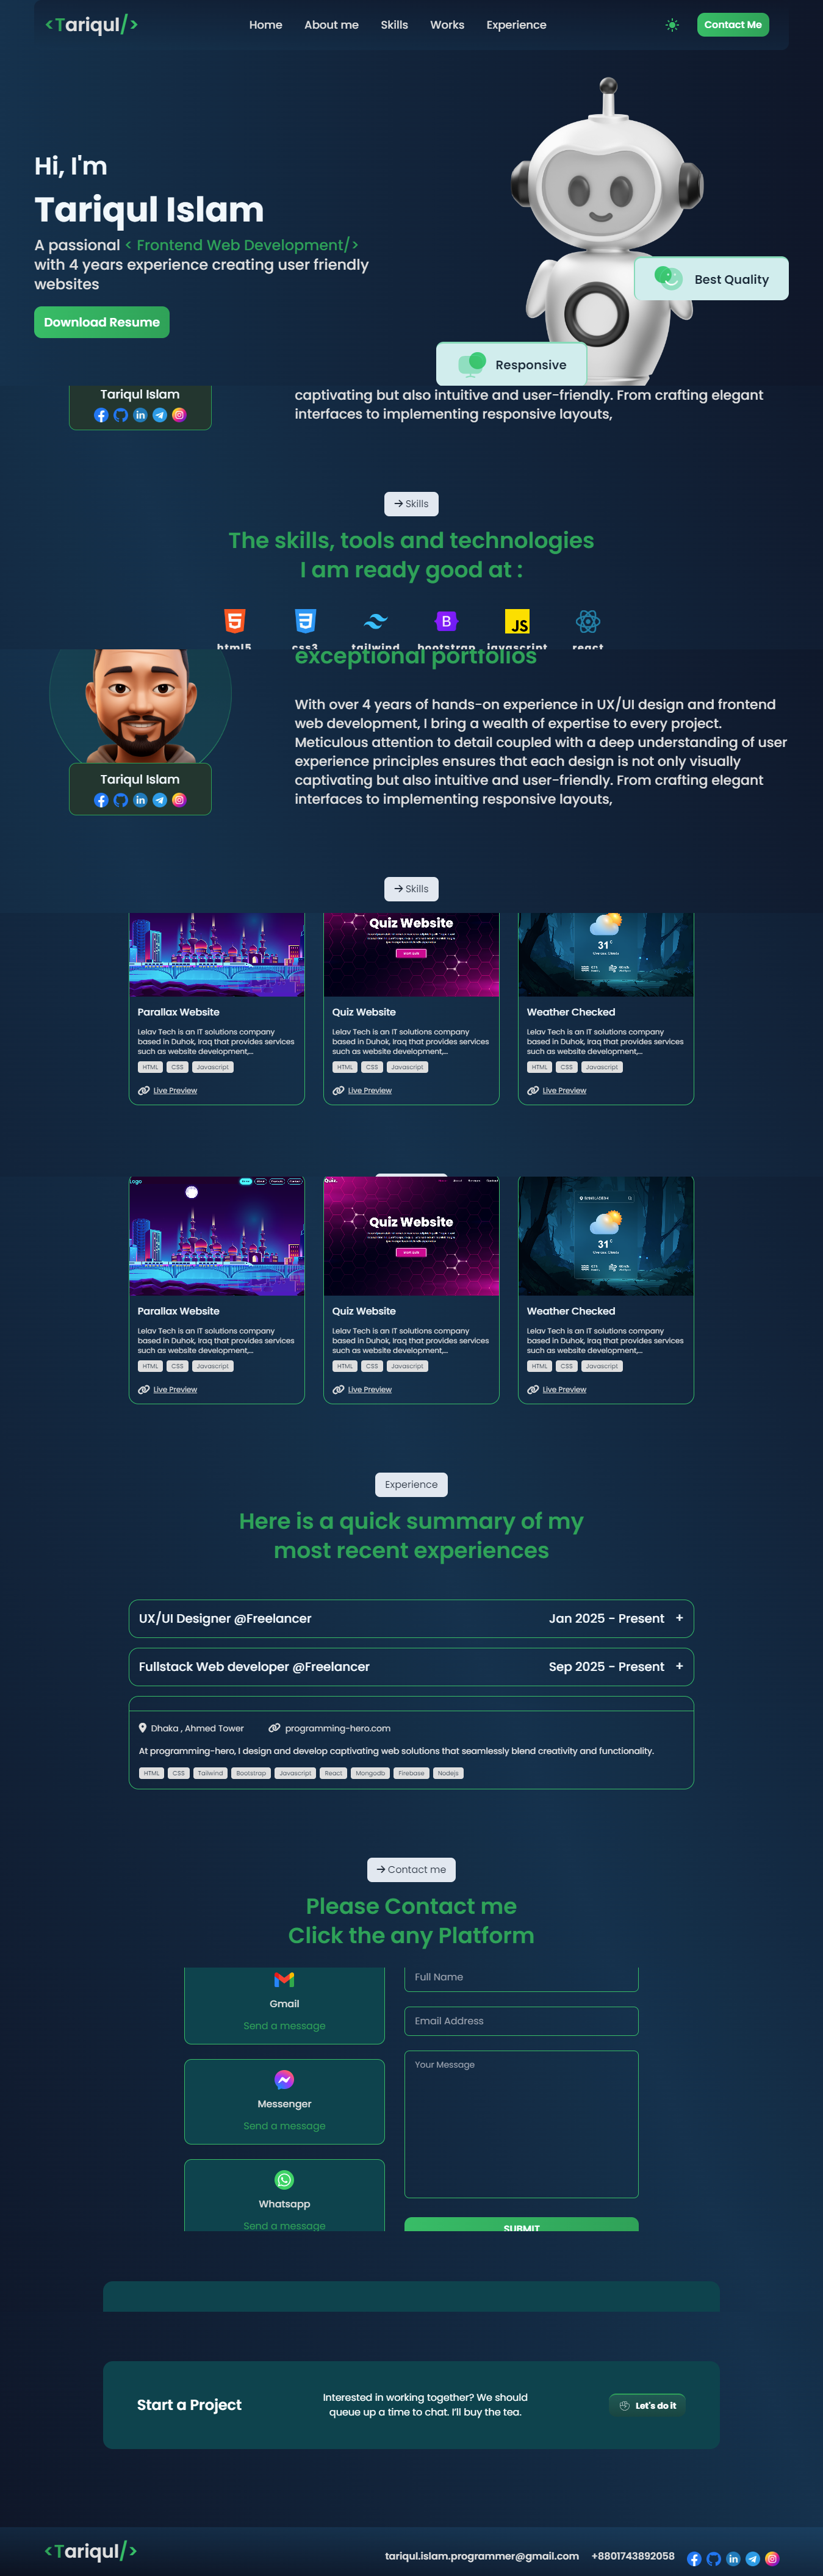 <Tariqul/>
Home About me Skills Works Experience
Contact Me
Hi, I'm
Tariqul Islam
A passional < Frontend Web Development/>
with 4 years experience creating user friendly
websites
Download Resume
Best Quality
Responsive
Tariqul Islam
captivating but also intuitive and user-friendly. From crafting elegant
interfaces to implementing responsive layouts,
Skills
The skills, tools and technologies
I am ready good at :
html5 css3 tailwind bootstrap javascript react
exceptional portfolios
With over 4 years of hands-on experience in UX/UI design and frontend
web development, I bring a wealth of expertise to every project.
Meticulous attention to detail coupled with a deep understanding of user
experience principles ensures that each design is not only visually
captivating but also intuitive and user-friendly. From crafting elegant
interfaces to implementing responsive layouts,
Tariqul Islam
Skills
Quiz Website
31°
Parallax Website
Lelav Tech is an IT solutions company
based in Duhok, Iraq that provides services
such as website development,...
HTML CSS Javascript
Live Preview
Quiz Website
Lelav Tech is an IT solutions company
based in Duhok, Iraq that provides services
such as website development,...
HTML CSS Javascript
Live Preview
Weather Checked
Lelav Tech is an IT solutions company
based in Duhok, Iraq that provides services
such as website development,...
HTML CSS Javascript
Live Preview
Logo
Quiz.
Quiz Website
31°
Parallax Website
Lelav Tech is an IT solutions company
based in Duhok, Iraq that provides services
such as website development,...
HTML CSS Javascript
Live Preview
Quiz Website
Lelav Tech is an IT solutions company
based in Duhok, Iraq that provides services
such as website development,...
HTML CSS Javascript
Live Preview
Weather Checked
Lelav Tech is an IT solutions company
based in Duhok, Iraq that provides services
such as website development,...
HTML CSS Javascript
Live Preview
Experience
Here is a quick summary of my
most recent experiences
UX/UI Designer @Freelancer Jan 2025 - Present +
Fullstack Web developer @Freelancer Sep 2025 - Present +
Dhaka , Ahmed Tower programming-hero.com
At programming-hero, I design and develop captivating web solutions that seamlessly blend creativity and functionality.
HTML CSS Tailwind Bootstrap Javascript React Mongodb Firebase Nodejs
Contact me
Please Contact me
Click the any Platform
Gmail
Send a message
Messenger
Send a message
Whatsapp
Send a message
Full Name
Email Address
Your Message
SUBMIT
Start a Project
Interested in working together? We should
queue up a time to chat. I'll buy the tea.
Let's do it
<Tariqul/>
tariqul.islam.programmer@gmail.com +8801743892058